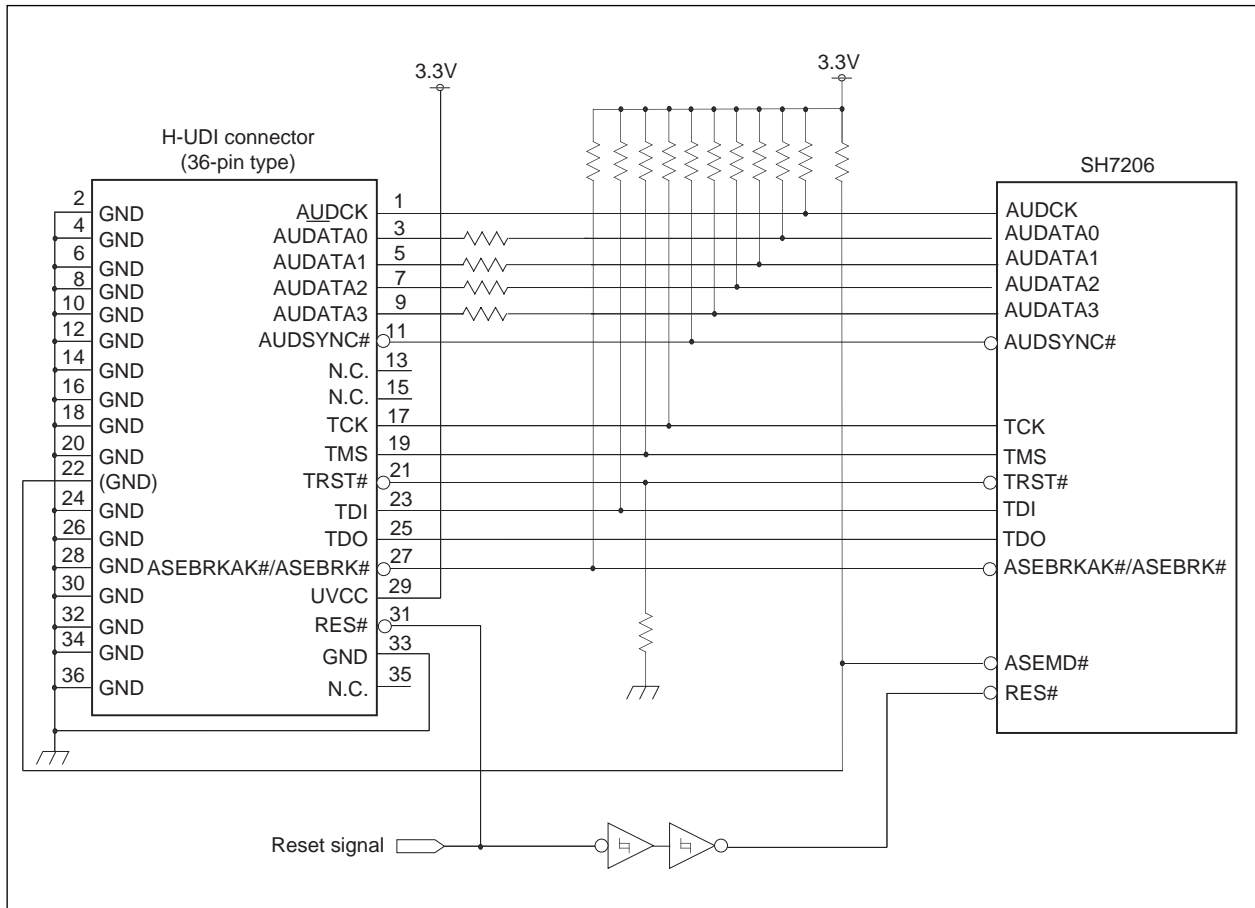 3.3V
3.3V
H-UDI connector
(36-pin type)
SH7206
2 GND
4 GND
6 GND
8 GND
10 GND
12 GND
14 GND
16 GND
18 GND
20 GND
22 (GND)
24 GND
26 GND
28 GND
30 GND
32 GND
34 GND
36 GND
AUDCK 1
AUDATA0 3
AUDATA1 5
AUDATA2 7
AUDATA3 9
AUDSYNC# 11
N.C. 13
N.C. 15
TCK 17
TMS 19
TRST# 21
TDI 23
TDO 25
ASEBRKAK#/ASEBRK# 27
UVCC 29
RES# 31
GND 33
N.C. 35
AUDCK
AUDATA0
AUDATA1
AUDATA2
AUDATA3
AUDSYNC#
TCK
TMS
TRST#
TDI
TDO
ASEBRKAK#/ASEBRK#
ASEMD#
RES#
Reset signal